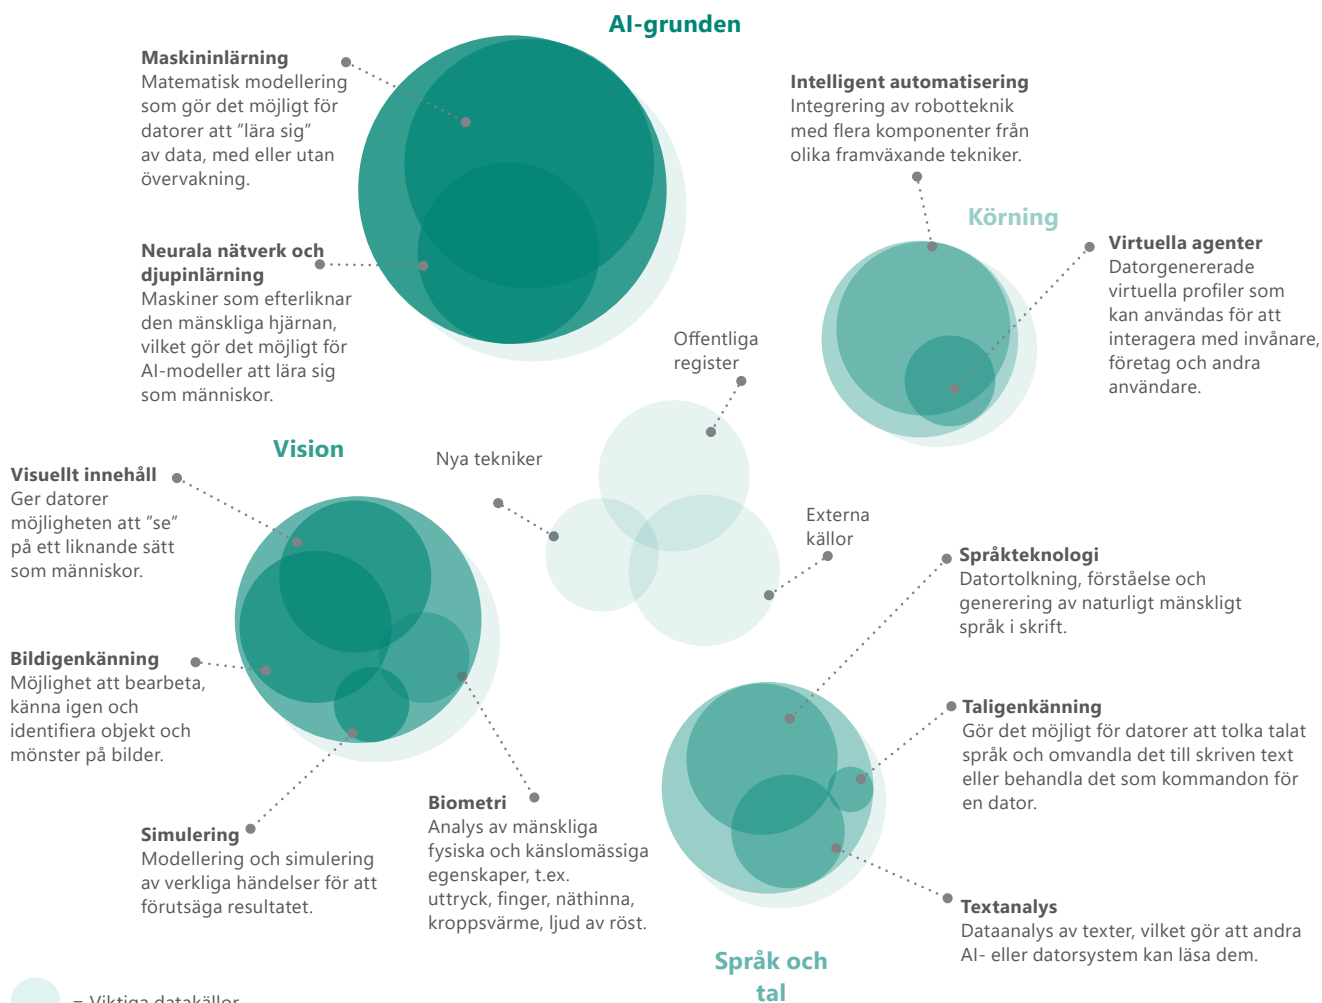 AI-grunden
Maskininlärning
Matematisk modellering
som gör det möjligt för
datorer att ”lära sig”
av data, med eller utan
övervakning.
Neurala nätverk och
djupinlärning
Maskiner som efterliknar
den mänskliga hjärnan,
vilket gör det möjligt för
AI-modeller att lära sig
som människor.
Intelligent automatisering
Integrering av robotteknik
med flera komponenter från
olika framväxande tekniker.
Körning
Virtuella agenter
Datorgenererade
virtuella profiler som
kan användas för att
interagera med invånare,
företag och andra
användare.
Offentliga
register
Nya tekniker
Externa
källor
Vision
Visuellt innehåll
Ger datorer
möjligheten att ”se”
på ett liknande sätt
som människor.
Bildigenkänning
Möjlighet att bearbeta,
känna igen och
identifiera objekt och
mönster på bilder.
Simulering
Modellering och simulering
av verkliga händelser för att
förutsäga resultatet.
Biometri
Analys av mänskliga
fysiska och känslomässiga
egenskaper, t.ex.
uttryck, finger, näthinna,
kroppsvärme, ljud av röst.
Språkteknologi
Datortolkning, förståelse och
generering av naturligt mänskligt
språk i skrift.
Taligenkänning
Gör det möjligt för datorer att tolka talat
språk och omvandla det till skriven text
eller behandla det som kommandon för
en dator.
Textanalys
Dataanalys av texter, vilket gör att andra
AI- eller datorsystem kan läsa dem.
Språk och
tal
= Viktiga datakällor